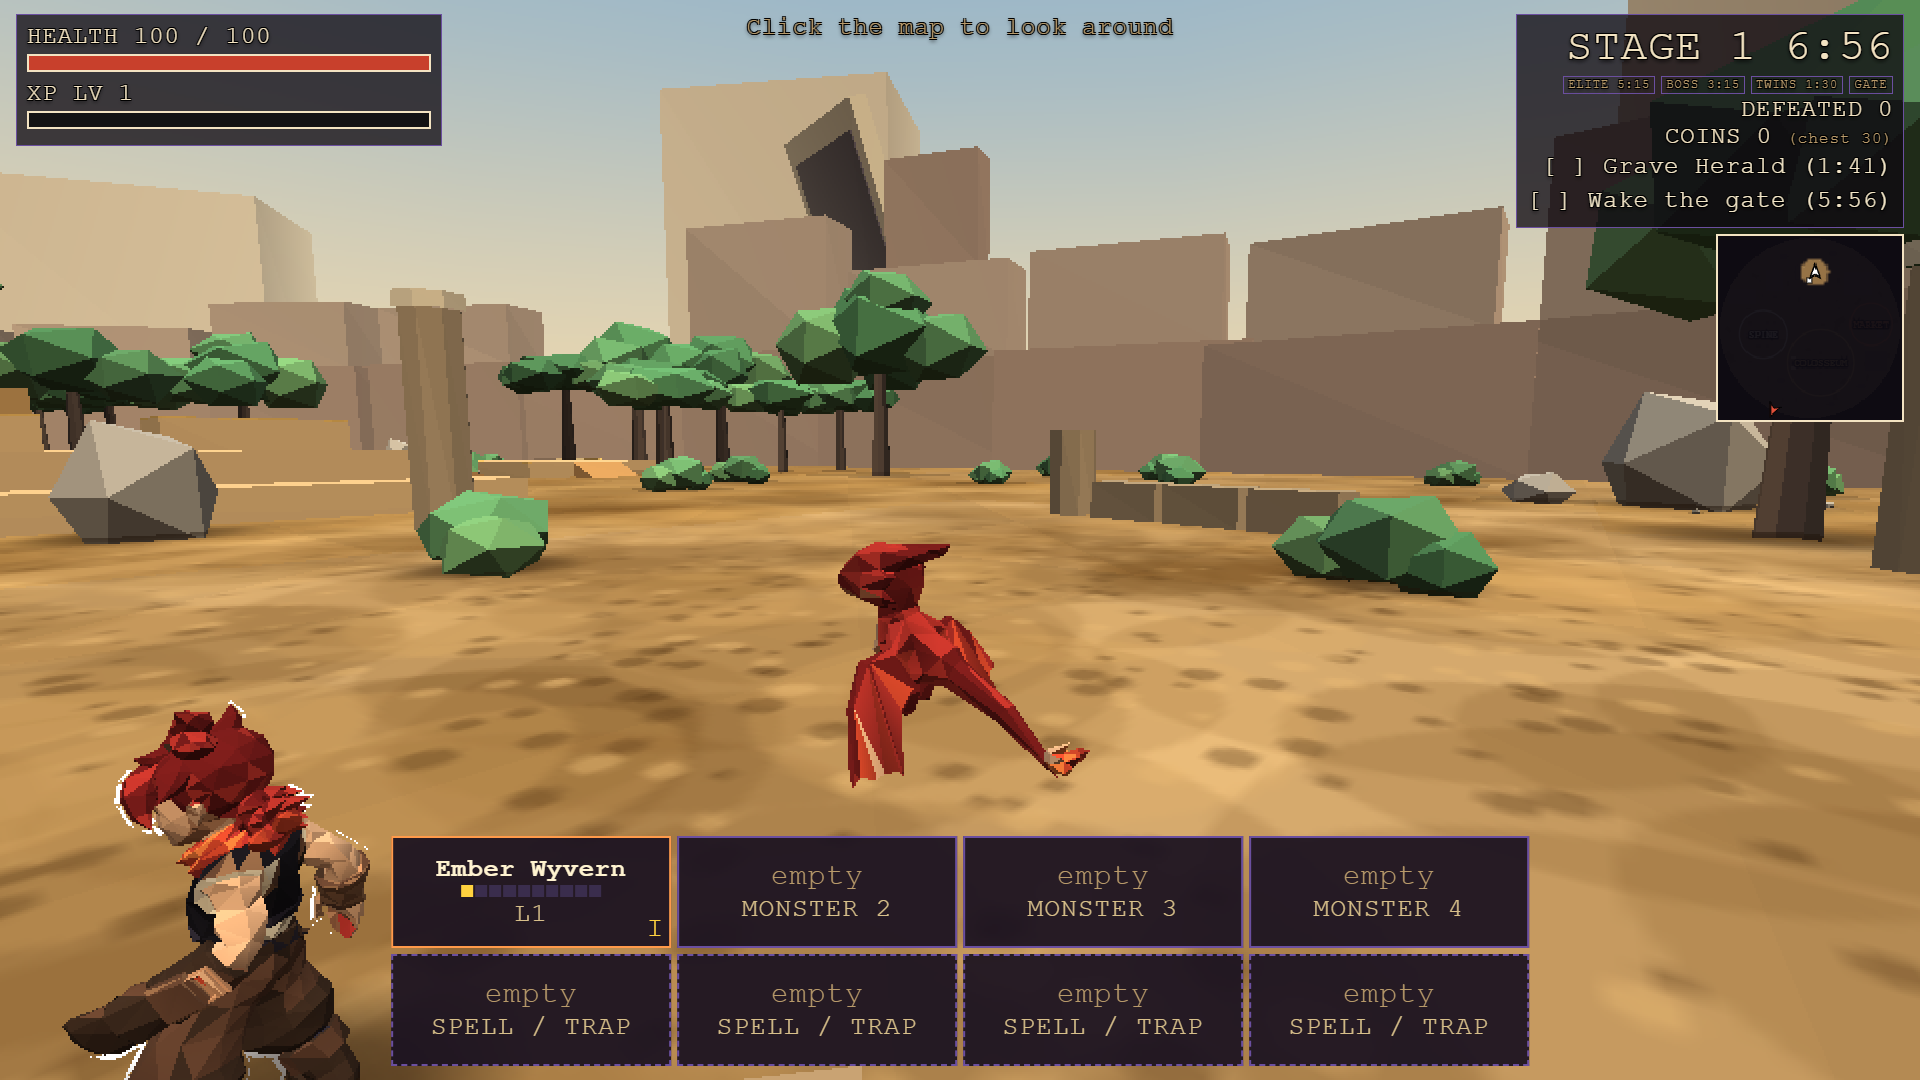 HEALTH 100 / 100
XP LV 1
Click the map to look around
STAGE 1 6:56
ELITE 5:15 BOSS 3:15 TWINS 1:30 GATE
DEFEATED 0
COINS 0 (chest 30)
[ ] Grave Herald (1:41)
[ ] Wake the gate (5:56)
Ember Wyvern
L1
I
empty
MONSTER 2
empty
MONSTER 3
empty
MONSTER 4
empty
SPELL / TRAP
empty
SPELL / TRAP
empty
SPELL / TRAP
empty
SPELL / TRAP